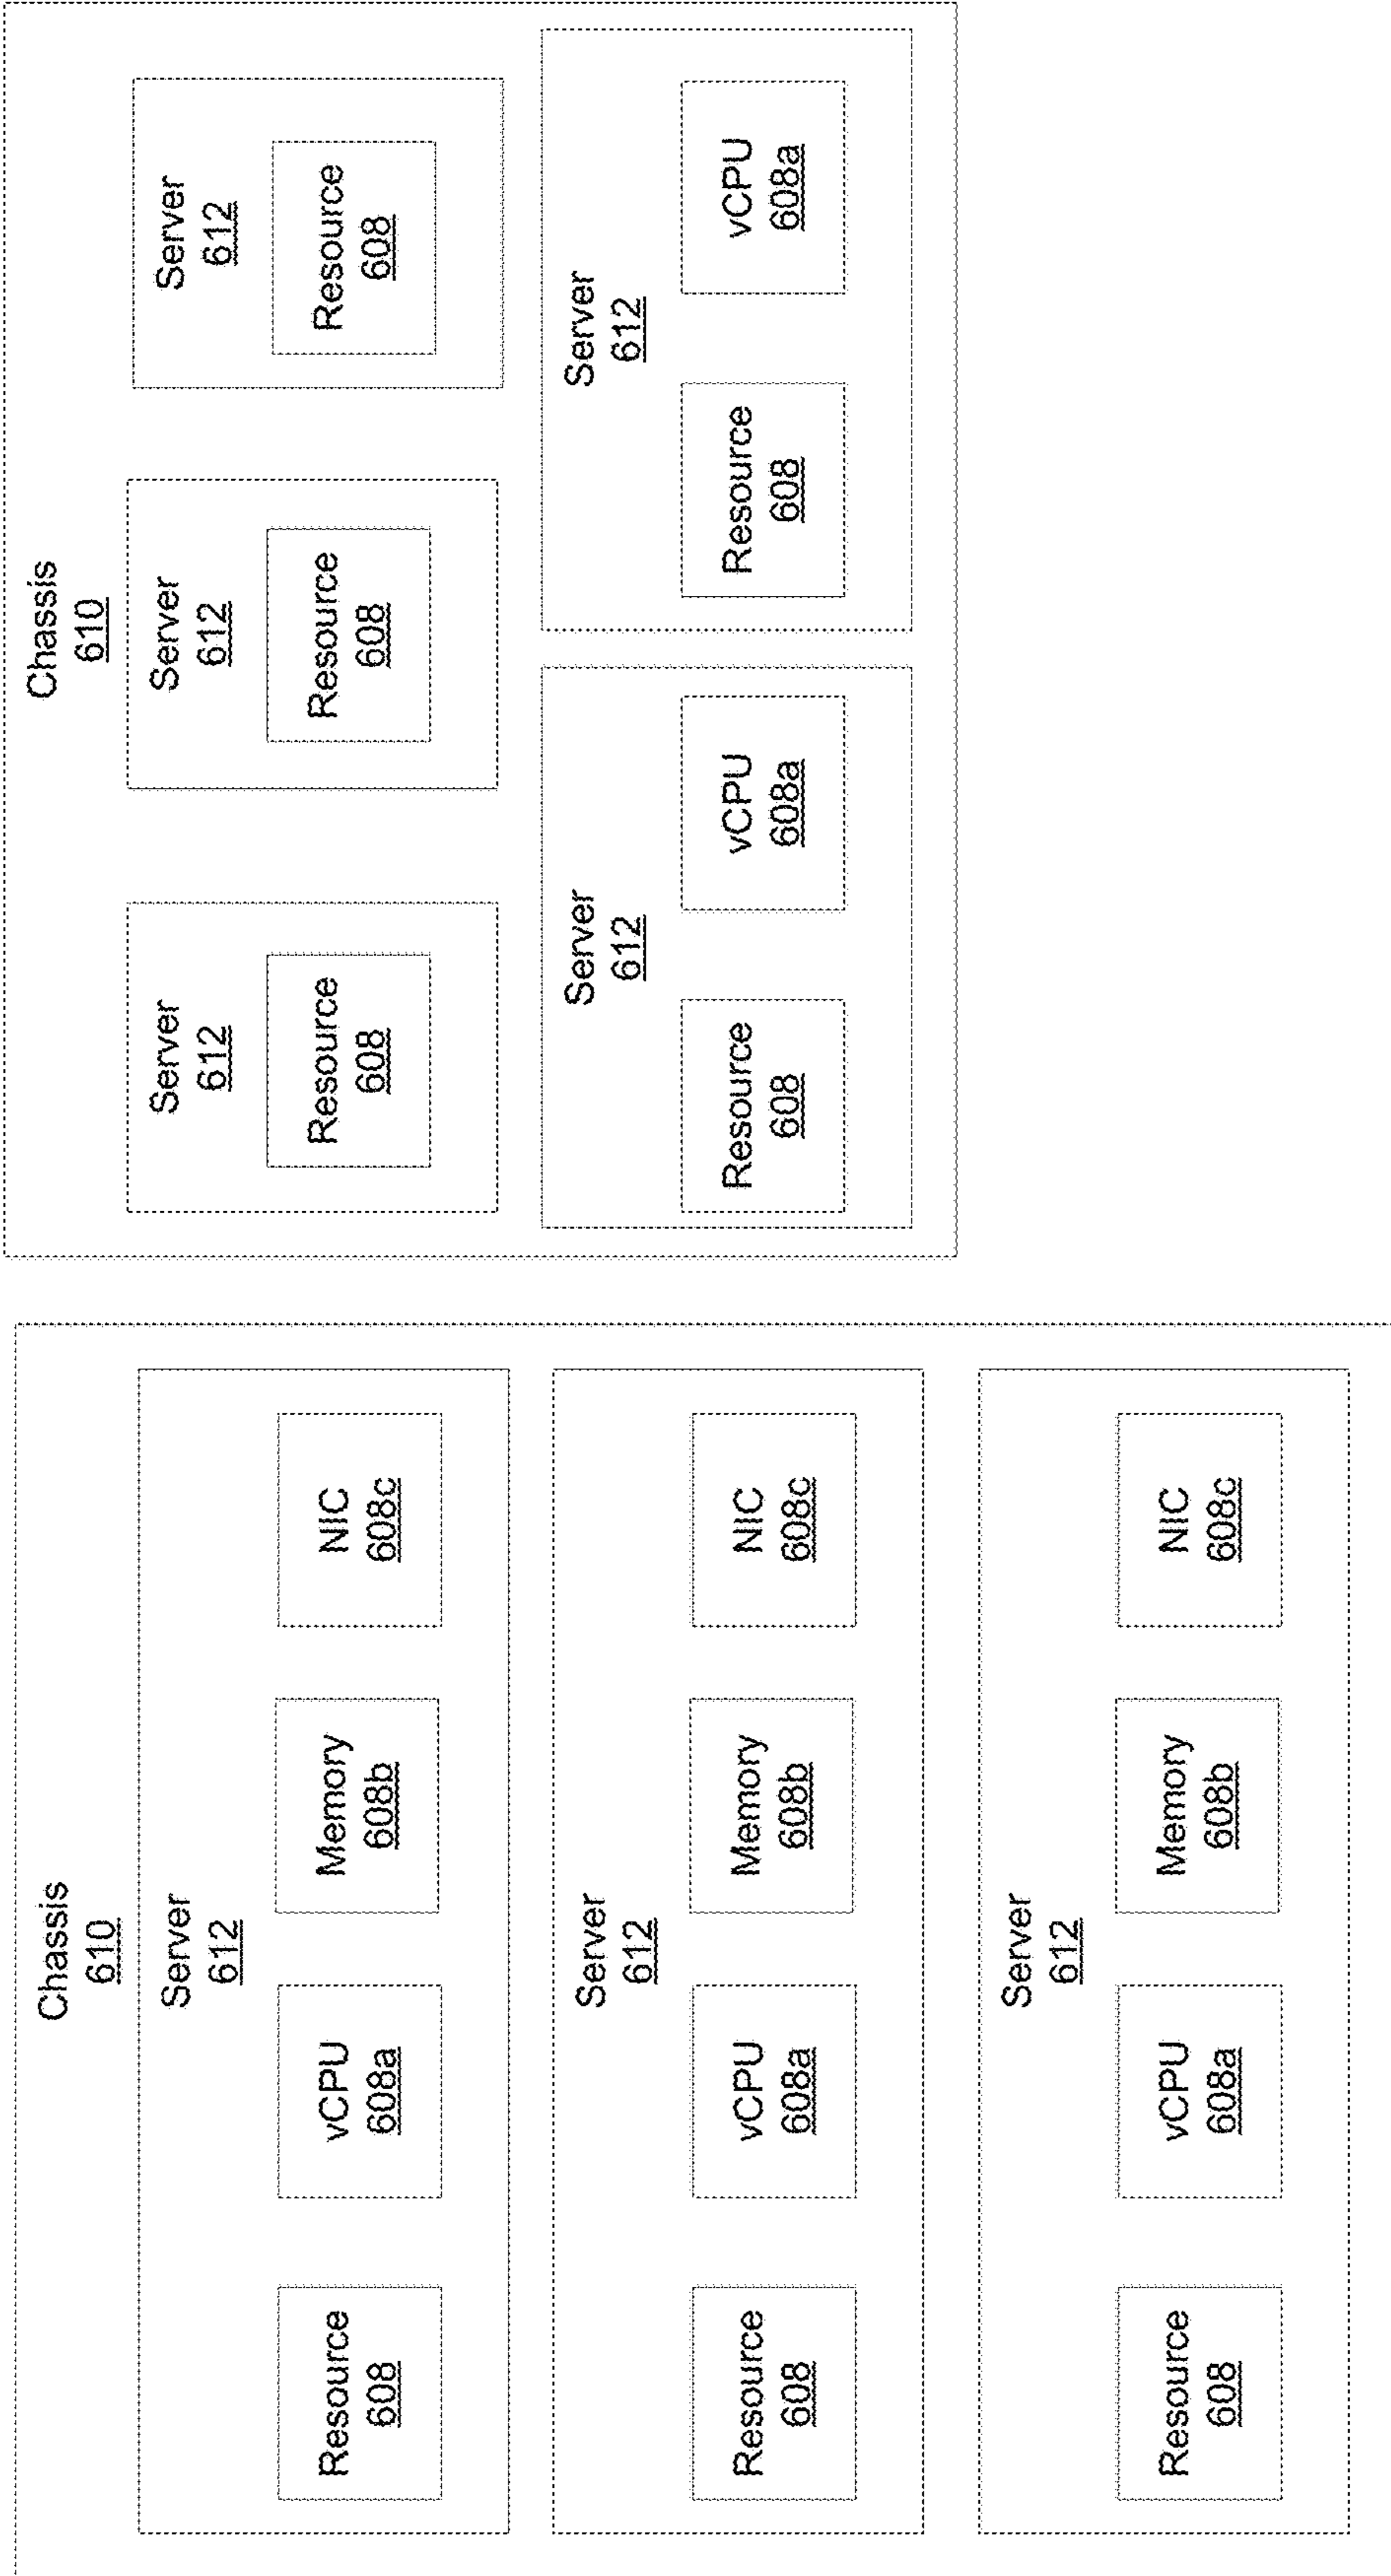 Chassis
610
Server
612
Resource
608
vCPU
608a
Memory
608b
NIC
608c
Server
612
Resource
608
vCPU
608a
Memory
608b
NIC
608c
Server
612
Resource
608
vCPU
608a
Memory
608b
NIC
608c
Chassis
610
Server
612
Resource
608
Server
612
Resource
608
Server
612
Resource
608
Server
612
Resource
608
vCPU
608a
Server
612
Resource
608
vCPU
608a